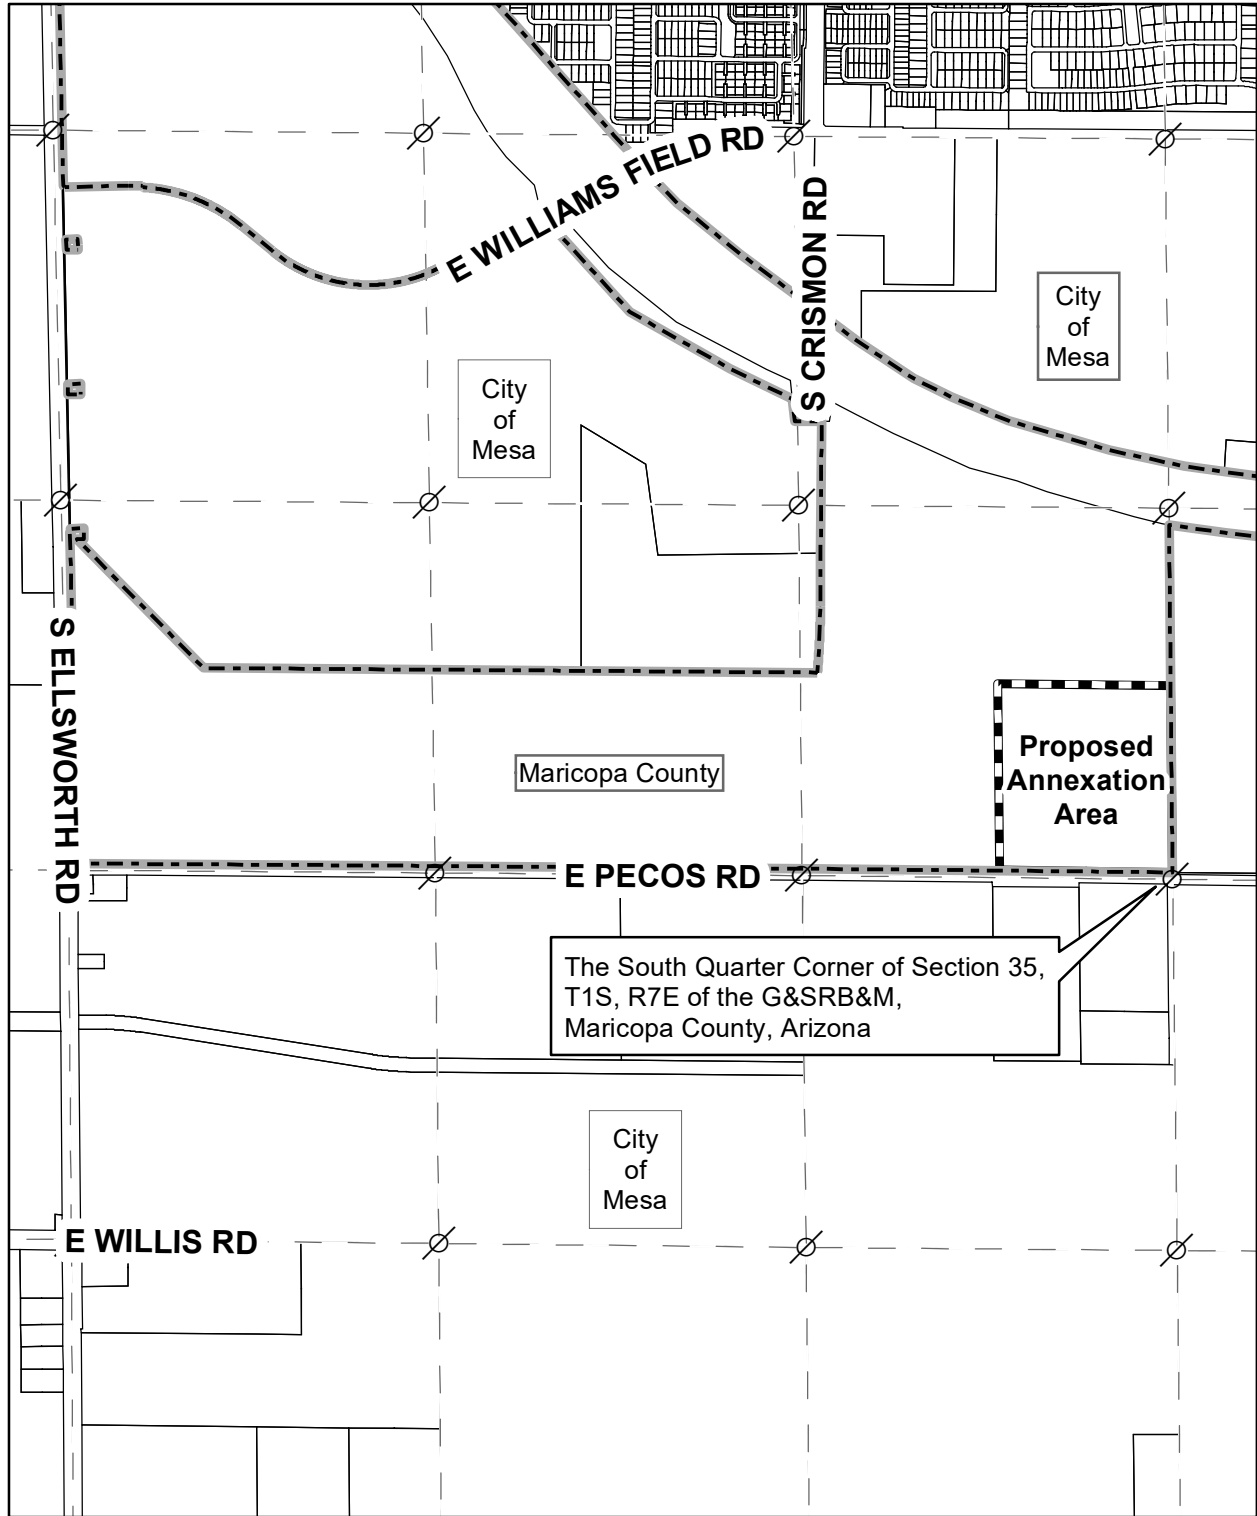 E WILLIAMS FIELD RD
S CRISMON RD
City
of
Mesa
City
of
Mesa
S ELLSWORTH RD
Proposed
Annexation
Area
Maricopa County
E PECOS RD
The South Quarter Corner of Section 35,
T1S, R7E of the G&SRB&M,
Maricopa County, Arizona
City
of
Mesa
E WILLIS RD